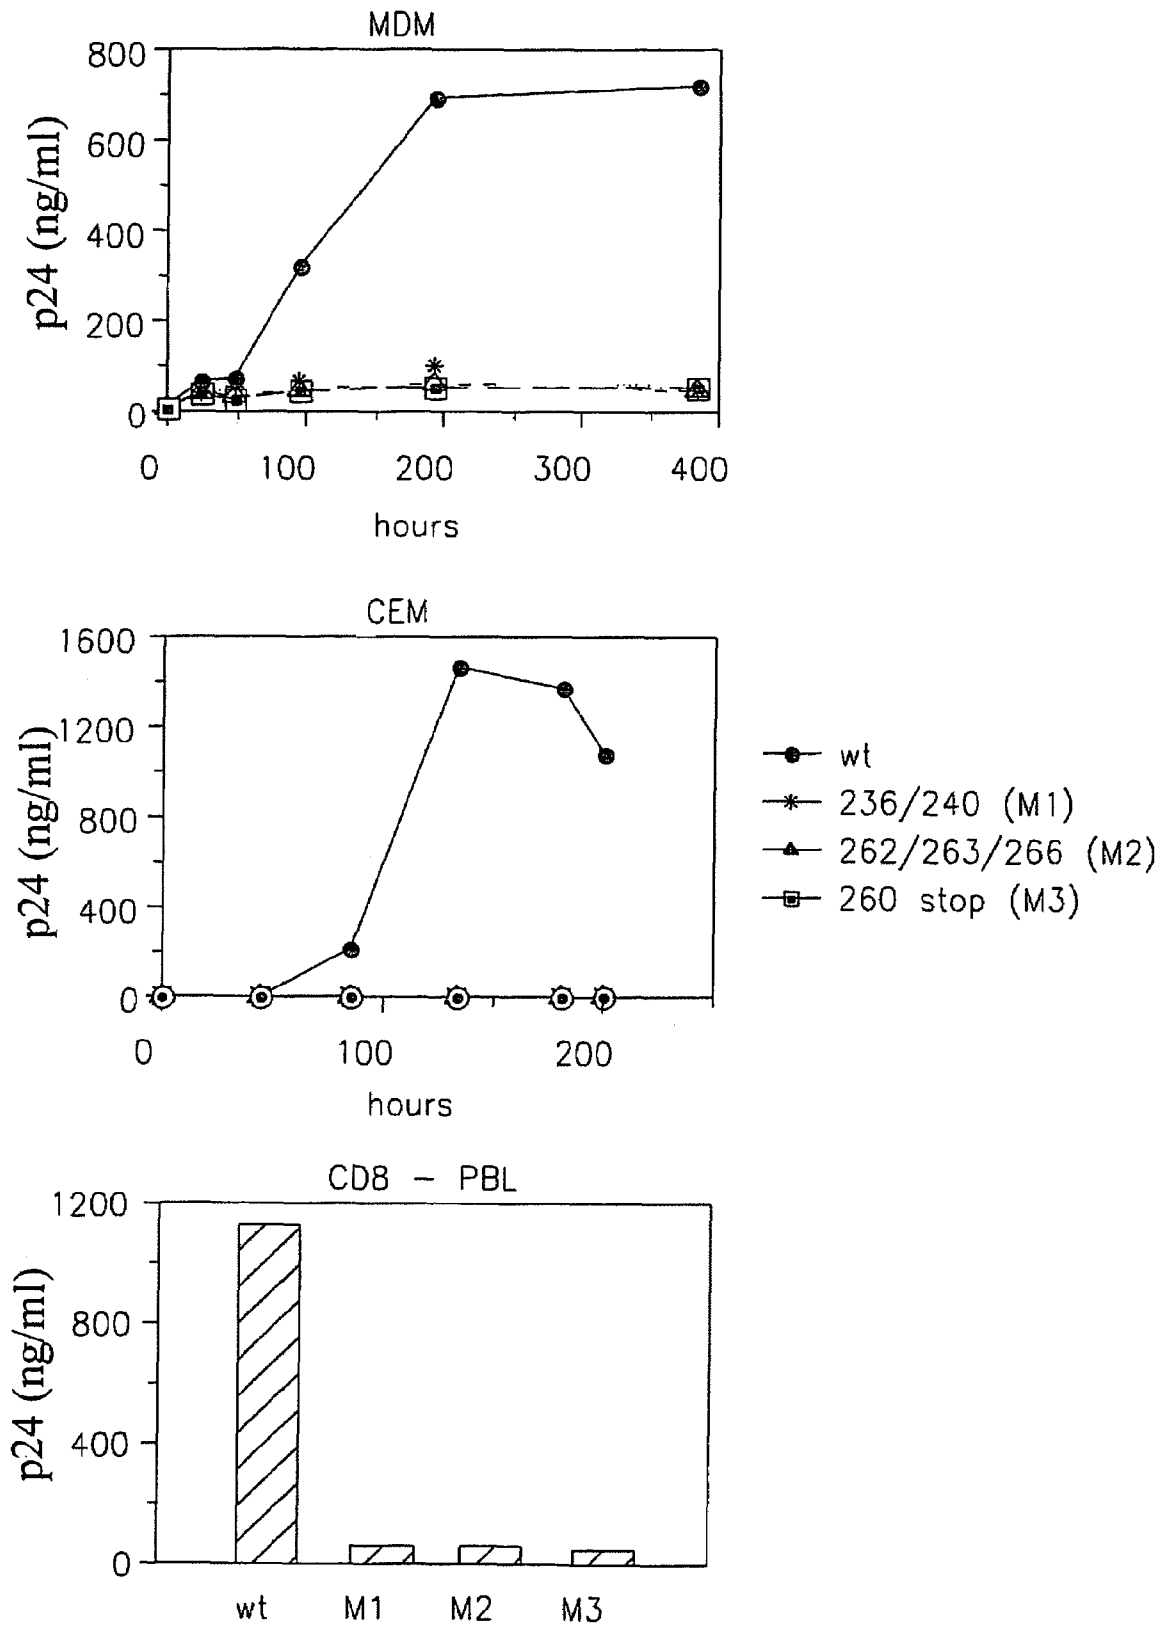 MDM
800
600
400
200
0
p24 (ng/ml)
0 100 200 300 400
hours
CEM
1600
1200
800
400
0
p24 (ng/ml)
0 100 200
hours
wt
236/240 (M1)
262/263/266 (M2)
260 stop (M3)
CD8 – PBL
1200
800
400
0
p24 (ng/ml)
wt M1 M2 M3